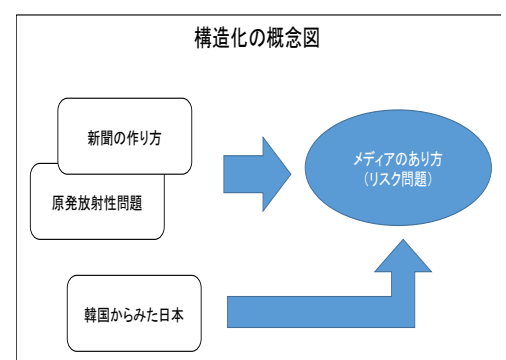 構造化の概念図
新聞の作り方
原発放射性問題
メディアのあり方
(リスク問題)
韓国からみた日本